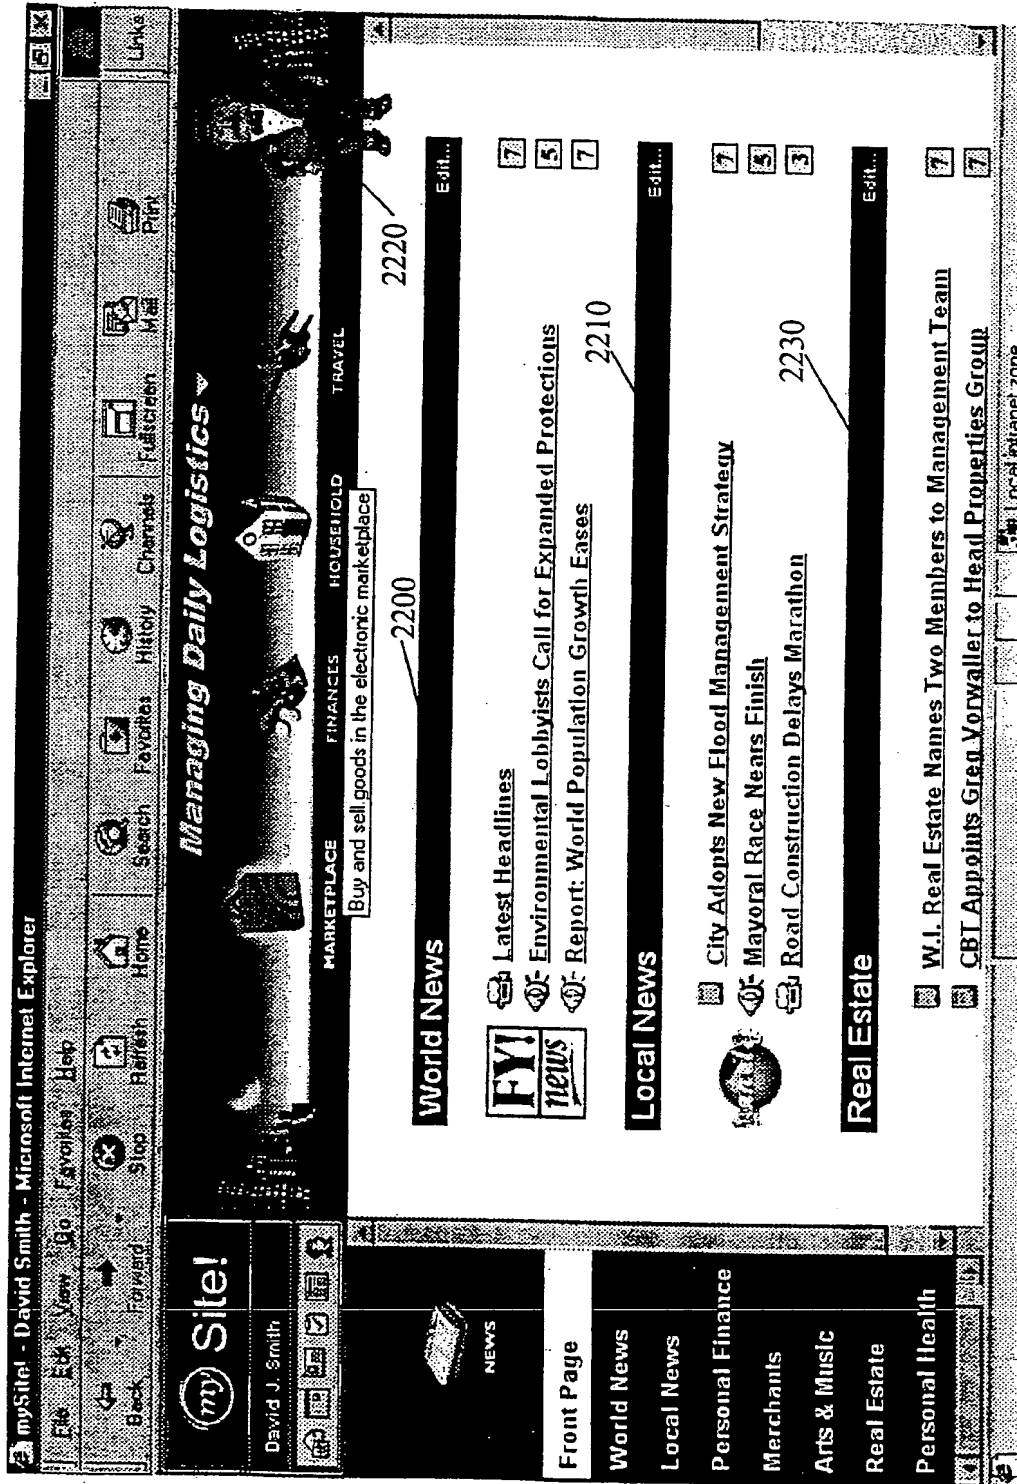 mySite! - David Smith - Microsoft Internet Explorer
File Edit View Go Favorites Help
Back Forward Stop Refresh Home Search Favorites History Channels Fullscreen Mail Print Links
my Site!
David J. Smith
Managing Daily Logistics
MARKETPLACE FINANCES HOUSEHOLD TRAVEL
Buy and sell goods in the electronic marketplace
2220
2200
NEWS
Front Page
World News
Local News
Personal Finance
Merchants
Arts & Music
Real Estate
Personal Health
World News Edit...
FY!
news
Latest Headlines 7
Environmental Lobbyists Call for Expanded Protections 5
Report: World Population Growth Eases 7
2210
Local News Edit...
City Adopts New Flood Management Strategy 7
Mayoral Race Nears Finish 5
Road Construction Delays Marathon 3
2230
Real Estate Edit...
W.I. Real Estate Names Two Members to Management Team 7
CBT Appoints Greg Vorwaller to Head Properties Group 7
Local intranet zone